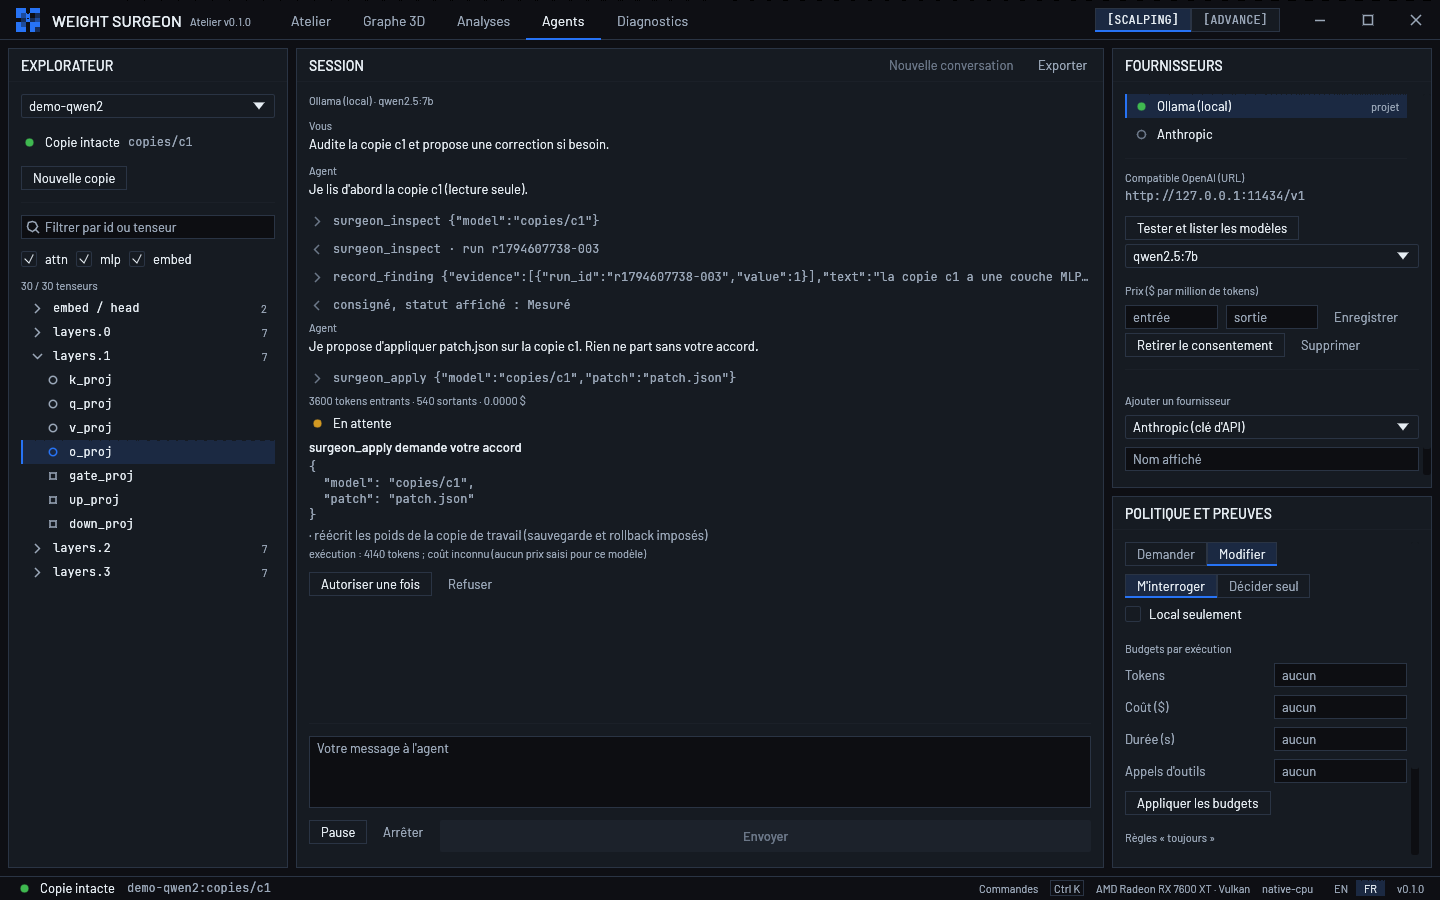 WEIGHT SURGEON Atelier v0.1.0 Atelier Graphe 3D Analyses Agents Diagnostics [SCALPING] [ADVANCE]
EXPLORATEUR
demo-qwen2
Copie intacte copies/c1
Nouvelle copie
Filtrer par id ou tenseur
attn mlp embed
30 / 30 tenseurs
embed / head 2
layers.0 7
layers.1 7
k_proj
q_proj
v_proj
o_proj
gate_proj
up_proj
down_proj
layers.2 7
layers.3 7
SESSION Nouvelle conversation Exporter
Ollama (local) · qwen2.5:7b
Vous
Audite la copie c1 et propose une correction si besoin.
Agent
Je lis d'abord la copie c1 (lecture seule).
surgeon_inspect {"model":"copies/c1"}
surgeon_inspect · run r1794607738-003
record_finding {"evidence":[{"run_id":"r1794607738-003","value":1}],"text":"la copie c1 a une couche MLP…
consigné, statut affiché : Mesuré
Agent
Je propose d'appliquer patch.json sur la copie c1. Rien ne part sans votre accord.
surgeon_apply {"model":"copies/c1","patch":"patch.json"}
3600 tokens entrants · 540 sortants · 0.0000 $
En attente
surgeon_apply demande votre accord
{
"model": "copies/c1",
"patch": "patch.json"
}
· réécrit les poids de la copie de travail (sauvegarde et rollback imposés)
exécution : 4140 tokens ; coût inconnu (aucun prix saisi pour ce modèle)
Autoriser une fois Refuser
Votre message à l'agent
Pause Arrêter Envoyer
FOURNISSEURS
Ollama (local) projet
Anthropic
Compatible OpenAI (URL)
http://127.0.0.1:11434/v1
Tester et lister les modèles
qwen2.5:7b
Prix ($ par million de tokens)
entrée sortie Enregistrer
Retirer le consentement Supprimer
Ajouter un fournisseur
Anthropic (clé d'API)
Nom affiché
POLITIQUE ET PREUVES
Demander Modifier
M'interroger Décider seul
Local seulement
Budgets par exécution
Tokens aucun
Coût ($) aucun
Durée (s) aucun
Appels d'outils aucun
Appliquer les budgets
Règles « toujours »
Copie intacte demo-qwen2:copies/c1 Commandes Ctrl K AMD Radeon RX 7600 XT · Vulkan native-cpu EN FR v0.1.0